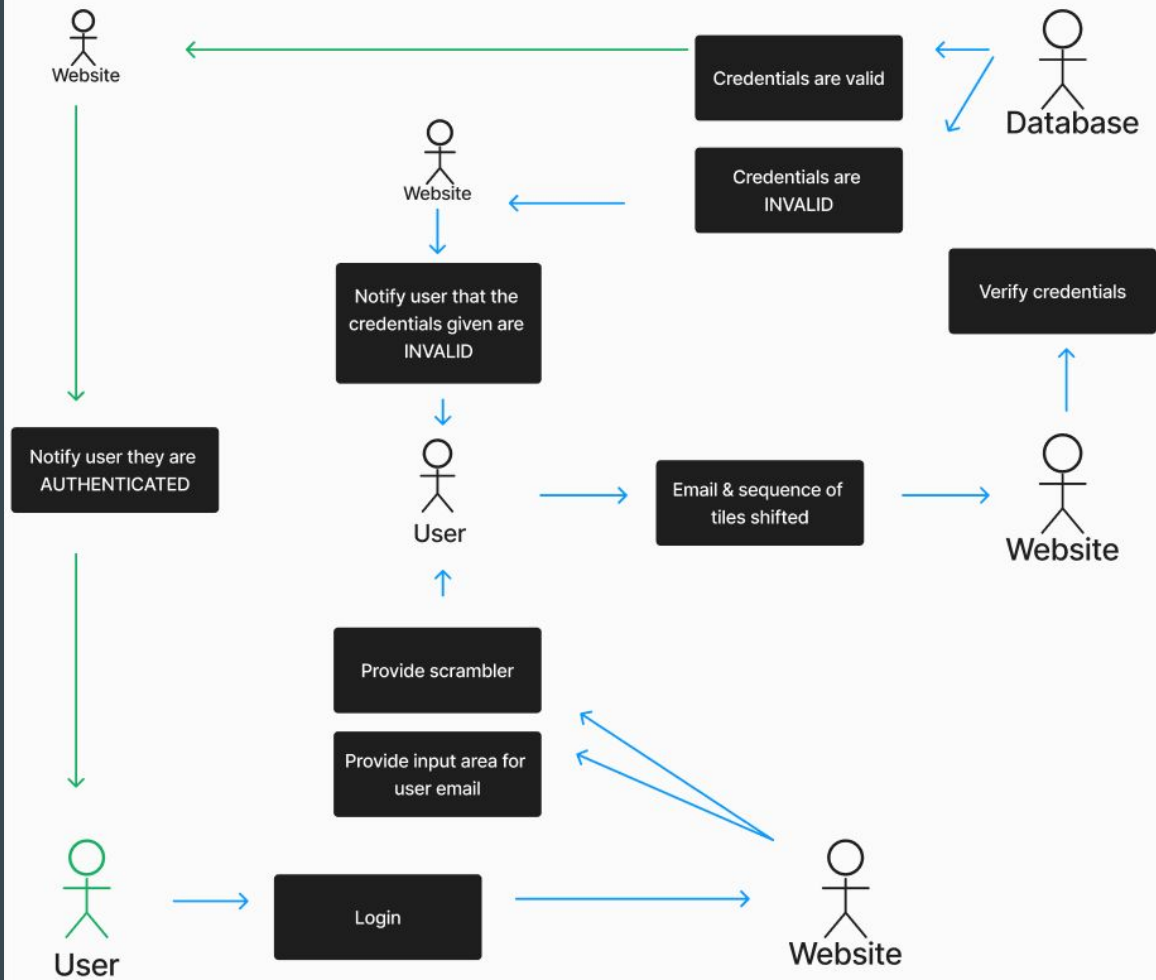 Website
Credentials are valid
Database
Website
Credentials are
INVALID
Notify user that the
credentials given are
INVALID
Verify credentials
Notify user they are
AUTHENTICATED
User
Email & sequence of
tiles shifted
Website
Provide scrambler
Provide input area for
user email
User
Login
Website